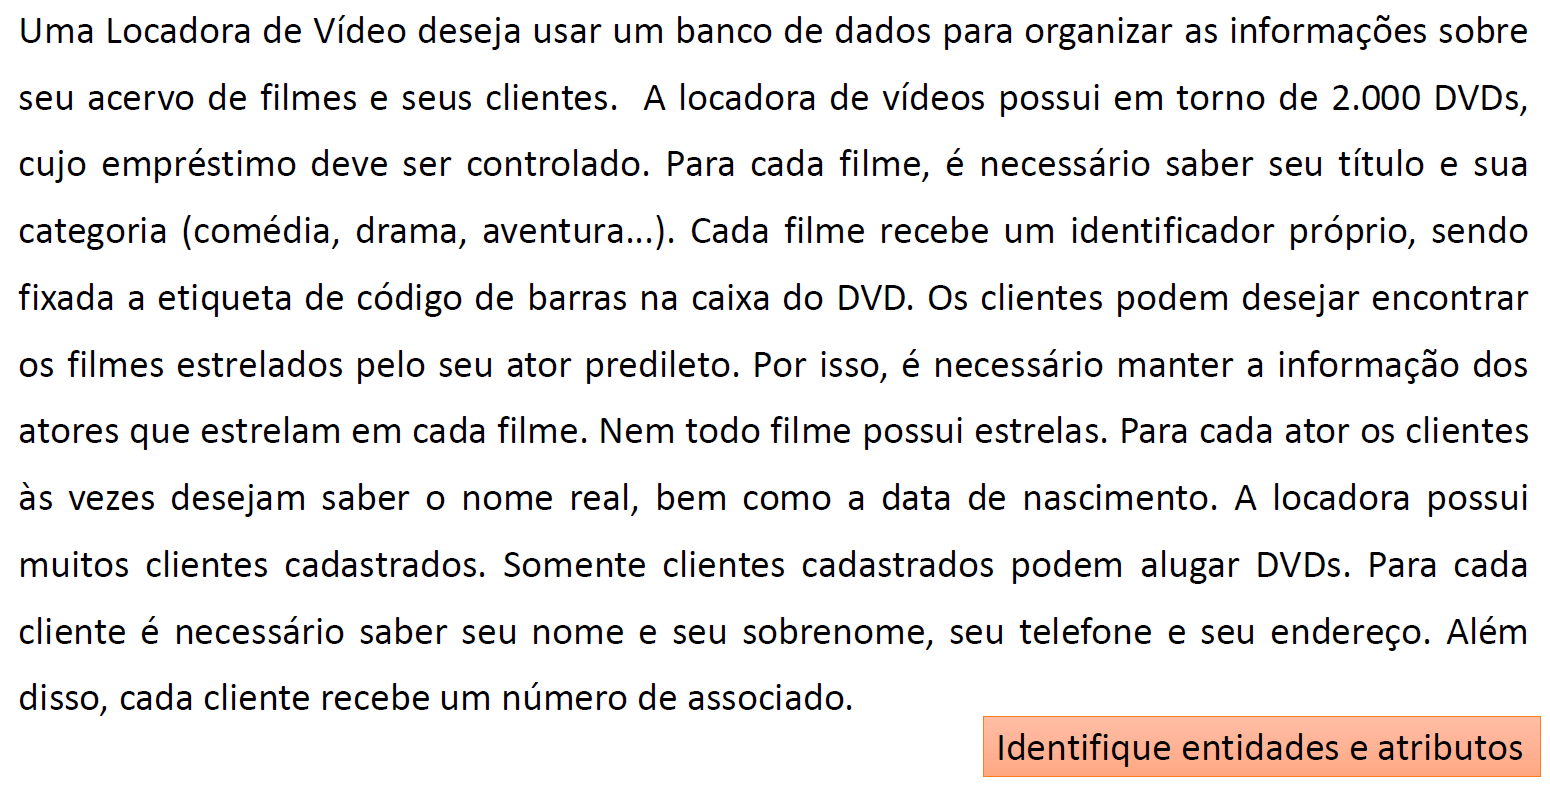 Uma Locadora de Vídeo deseja usar um banco de dados para organizar as informações sobre
seu acervo de filmes e seus clientes. A locadora de vídeos possui em torno de 2.000 DVDs,
cujo empréstimo deve ser controlado. Para cada filme, é necessário saber seu título e sua
categoria (comédia, drama, aventura...). Cada filme recebe um identificador próprio, sendo
fixada a etiqueta de código de barras na caixa do DVD. Os clientes podem desejar encontrar
os filmes estrelados pelo seu ator predileto. Por isso, é necessário manter a informação dos
atores que estrelam em cada filme. Nem todo filme possui estrelas. Para cada ator os clientes
às vezes desejam saber o nome real, bem como a data de nascimento. A locadora possui
muitos clientes cadastrados. Somente clientes cadastrados podem alugar DVDs. Para cada
cliente é necessário saber seu nome e seu sobrenome, seu telefone e seu endereço. Além
disso, cada cliente recebe um número de associado.
Identifique entidades e atributos